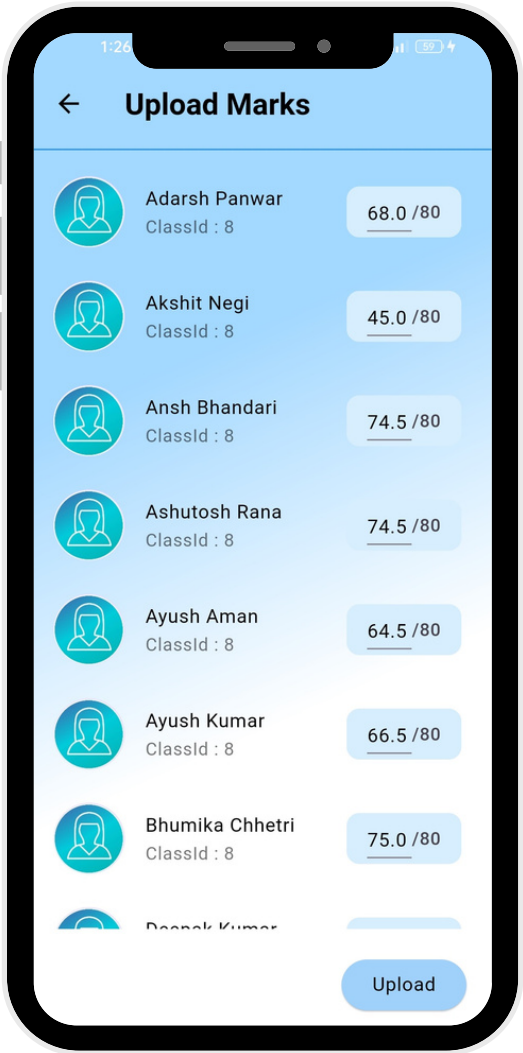 1:26
59
Upload Marks
Adarsh Panwar
ClassId : 8
68.0 /80
Akshit Negi
ClassId : 8
45.0 /80
Ansh Bhandari
ClassId : 8
74.5 /80
Ashutosh Rana
ClassId : 8
74.5 /80
Ayush Aman
ClassId : 8
64.5 /80
Ayush Kumar
ClassId : 8
66.5 /80
Bhumika Chhetri
ClassId : 8
75.0 /80
Deepak Kumar
Upload